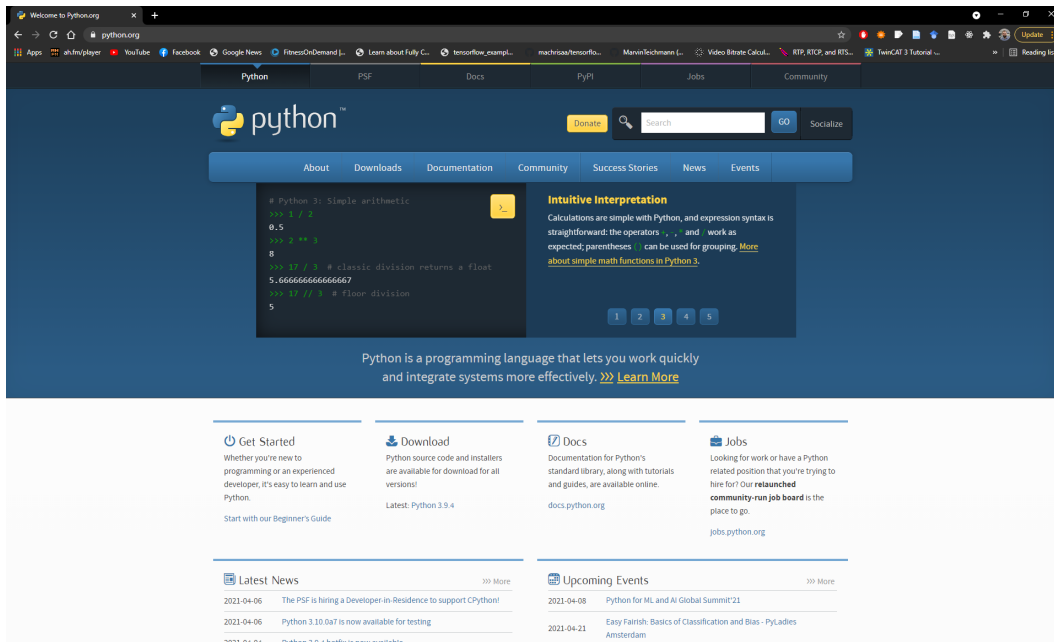 Welcome to Python.org
python.org
Update
Apps
ah.fm/player
YouTube
Facebook
Google News
FitnessOnDemand |...
Learn about Fully C...
tensorflow_exampl...
machrisaa/tensorflo...
MarvinTeichmann (...
Video Bitrate Calcul...
RTP, RTCP, and RTS...
TwinCAT 3 Tutorial -...
»
Reading lis
Python
PSF
Docs
PyPI
Jobs
Community
python™
Donate
Search
GO
Socialize
About
Downloads
Documentation
Community
Success Stories
News
Events
# Python 3: Simple arithmetic
>>> 1 / 2
0.5
>>> 2 ** 3
8
>>> 17 / 3  # classic division returns a float
5.666666666666667
>>> 17 // 3  # floor division
5
>_
Intuitive Interpretation
Calculations are simple with Python, and expression syntax is
straightforward: the operators +, -, * and / work as
expected; parentheses () can be used for grouping. More
about simple math functions in Python 3.
1
2
3
4
5
Python is a programming language that lets you work quickly
and integrate systems more effectively. >>> Learn More
Get Started
Whether you're new to
programming or an experienced
developer, it's easy to learn and use
Python.
Start with our Beginner's Guide
Download
Python source code and installers
are available for download for all
versions!
Latest: Python 3.9.4
Docs
Documentation for Python's
standard library, along with tutorials
and guides, are available online.
docs.python.org
Jobs
Looking for work or have a Python
related position that you're trying to
hire for? Our relaunched
community-run job board is the
place to go.
jobs.python.org
Latest News
>>> More
2021-04-06 The PSF is hiring a Developer-in-Residence to support CPython!
2021-04-06 Python 3.10.0a7 is now available for testing
Upcoming Events
>>> More
2021-04-08 Python for ML and AI Global Summit'21
2021-04-21 Easy Fairish: Basics of Classification and Bias - PyLadies
Amsterdam